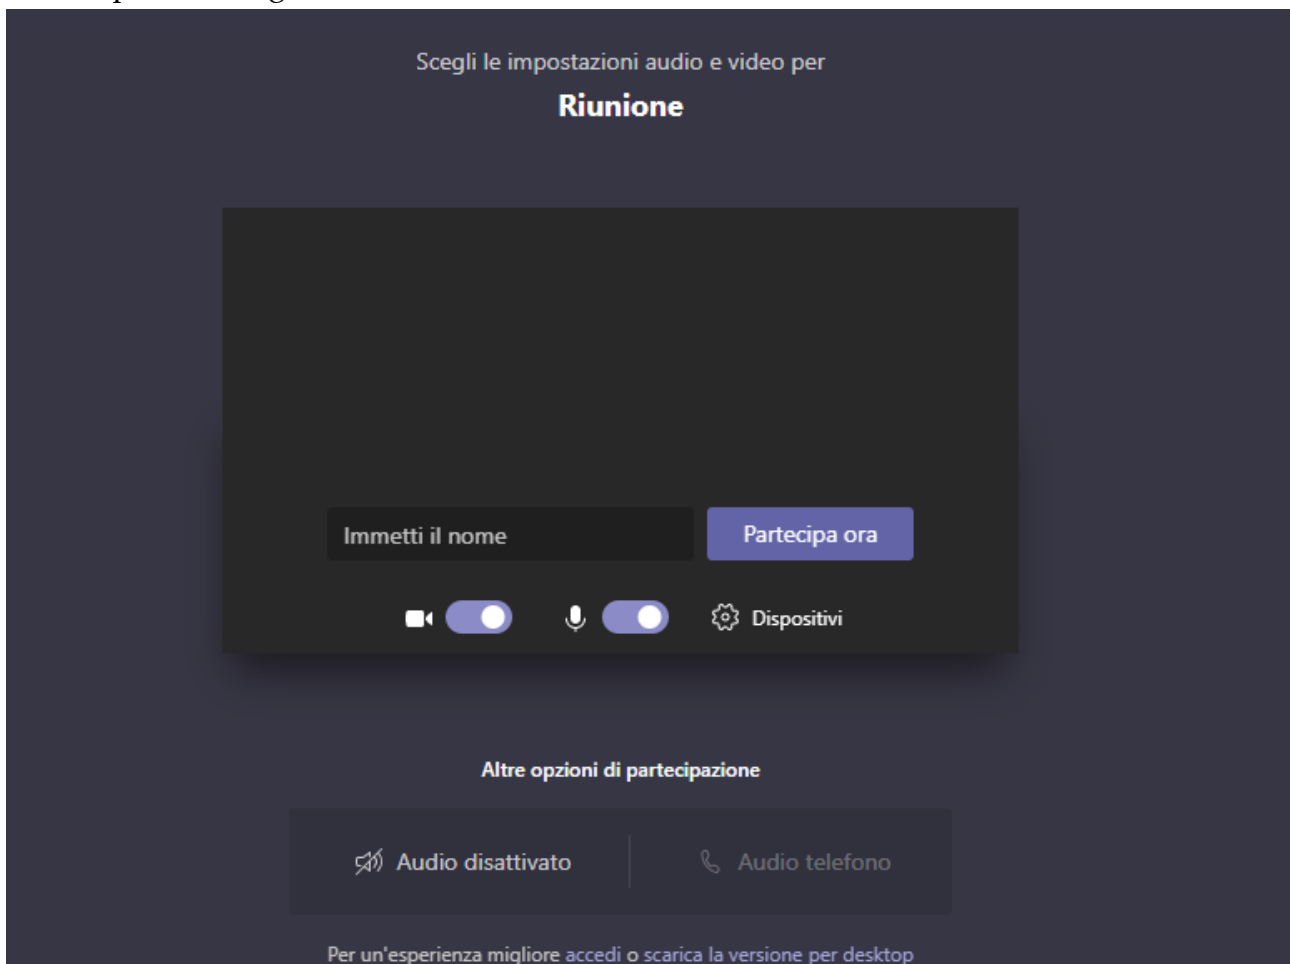 Scegli le impostazioni audio e video per
Riunione
Immetti il nome
Partecipa ora
Dispositivi
Altre opzioni di partecipazione
Audio disattivato
Audio telefono
Per un'esperienza migliore accedi o scarica la versione per desktop